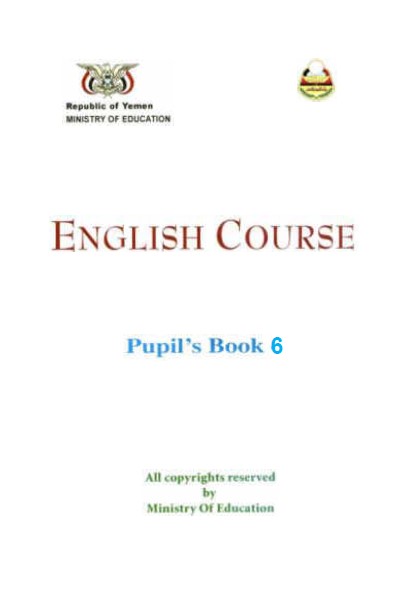 Republic of Yemen
MINISTRY OF EDUCATION
ENGLISH COURSE
Pupil's Book 6
All copyrights reserved
by
Ministry Of Education